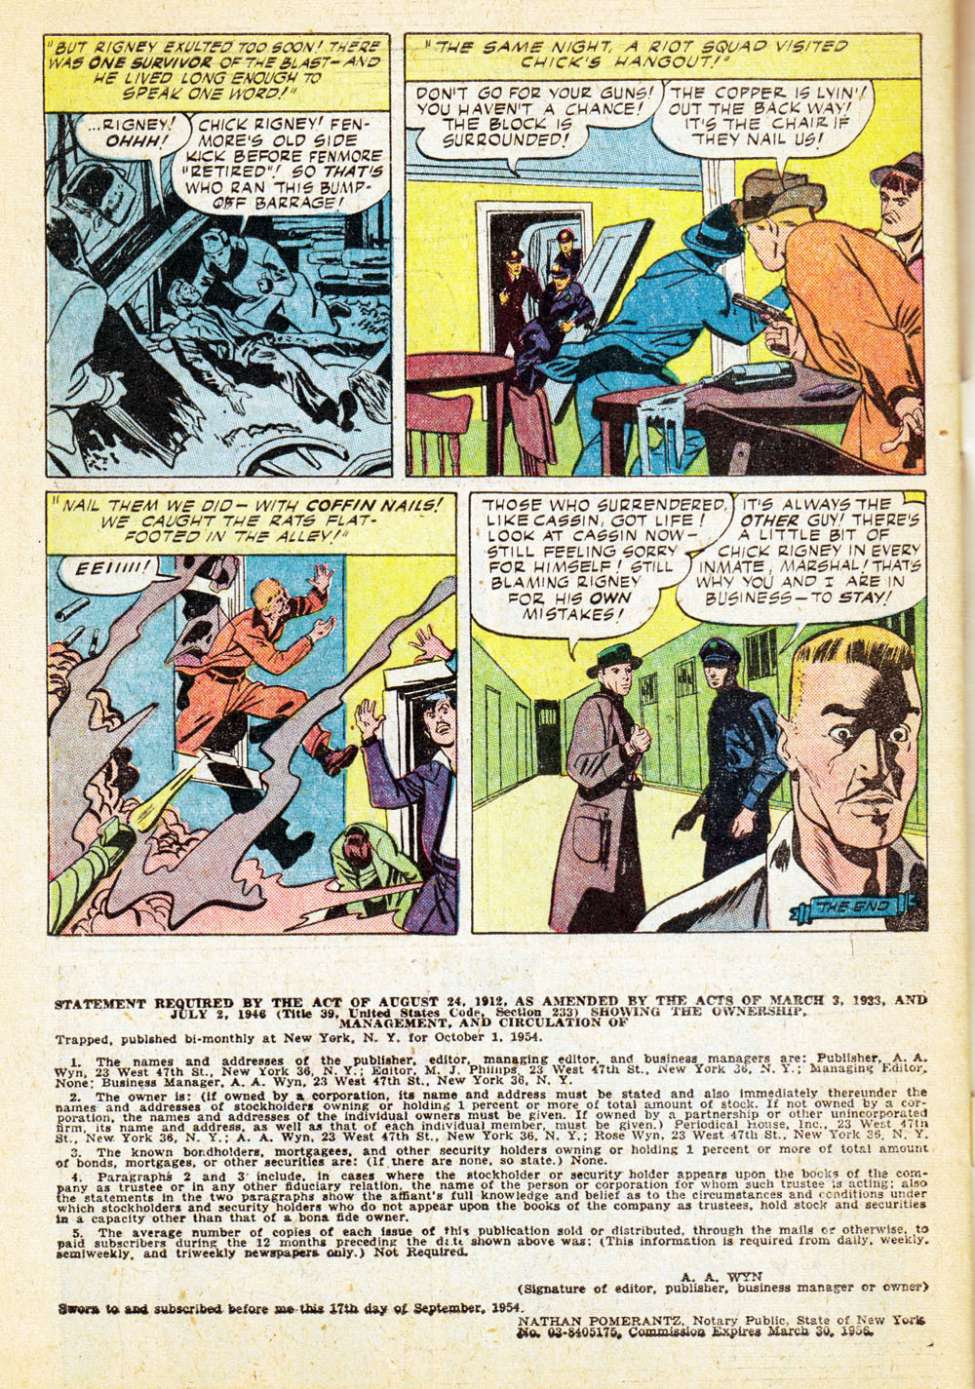 "BUT RIGNEY EXULTED TOO SOON! THERE
WAS ONE SURVIVOR OF THE BLAST—AND
HE LIVED LONG ENOUGH TO
SPEAK ONE WORD!"
...RIGNEY!
OHHH!
CHICK RIGNEY! FEN-
MORE'S OLD SIDE
KICK BEFORE FENMORE
"RETIRED"! SO THAT'S
WHO RAN THIS BUMP-
OFF BARRAGE!
"THE SAME NIGHT, A RIOT SQUAD VISITED
CHICK'S HANGOUT!"
DON'T GO FOR YOUR GUNS!
YOU HAVEN'T A CHANCE!
THE BLOCK IS
SURROUNDED!
THE COPPER IS LYIN'!
OUT THE BACK WAY!
IT'S THE CHAIR IF
THEY NAIL US!
"NAIL THEM WE DID—WITH COFFIN NAILS!
WE CAUGHT THE RATS FLAT-
FOOTED IN THE ALLEY!"
EEIIIII!
THOSE WHO SURRENDERED,
LIKE CASSIN, GOT LIFE!
LOOK AT CASSIN NOW—
STILL FEELING SORRY
FOR HIMSELF! STILL
BLAMING RIGNEY
FOR HIS OWN
MISTAKES!
IT'S ALWAYS THE
OTHER GUY! THERE'S
A LITTLE BIT OF
CHICK RIGNEY IN EVERY
INMATE, MARSHAL! THAT'S
WHY YOU AND I ARE IN
BUSINESS—TO STAY!
THE END
STATEMENT REQUIRED BY THE ACT OF AUGUST 24, 1912, AS AMENDED BY THE ACTS OF MARCH 3, 1933, AND
JULY 2, 1946 (Title 39, United States Code, Section 233) SHOWING THE OWNERSHIP,
MANAGEMENT, AND CIRCULATION OF
Trapped, published bi-monthly at New York, N. Y. for October 1, 1954.
1. The names and addresses of the publisher, editor, managing editor, and business managers are: Publisher, A. A.
Wyn, 23 West 47th St., New York 36, N. Y.; Editor, M. J. Phillips, 23 West 47th St., New York 36, N. Y.; Managing Editor,
None; Business Manager, A. A. Wyn, 23 West 47th St., New York 36, N. Y.
2. The owner is: (If owned by a corporation, its name and address must be stated and also immediately thereunder the
names and addresses of stockholders owning or holding 1 percent or more of total amount of stock. If not owned by a cor-
poration, the names and addresses of the individual owners must be given. If owned by a partnership or other unincorporated
firm, its name and address, as well as that of each individual member, must be given.) Periodical House, Inc., 23 West 47th
St., New York 36, N. Y.; A. A. Wyn, 23 West 47th St., New York 36, N. Y.; Rose Wyn, 23 West 47th St., New York 36, N. Y.
3. The known bondholders, mortgagees, and other security holders owning or holding 1 percent or more of total amount
of bonds, mortgages, or other securities are: (If there are none, so state.) None.
4. Paragraphs 2 and 3 include, in cases where the stockholder or security holder appears upon the books of the com-
pany as trustee or in any other fiduciary relation, the name of the person or corporation for whom such trustee is acting; also
the statements in the two paragraphs show the affiant's full knowledge and belief as to the circumstances and conditions under
which stockholders and security holders who do not appear upon the books of the company as trustees, hold stock and securities
in a capacity other than that of a bona fide owner.
5. The average number of copies of each issue of this publication sold or distributed, through the mails or otherwise, to
paid subscribers during the 12 months preceding the date shown above was: (This information is required from daily, weekly,
semiweekly, and triweekly newspapers only.) Not Required.
A. A. WYN
(Signature of editor, publisher, business manager or owner)
Sworn to and subscribed before me this 17th day of September, 1954.
NATHAN POMERANTZ, Notary Public, State of New York
No. 03-8405175, Commission Expires March 30, 1956.